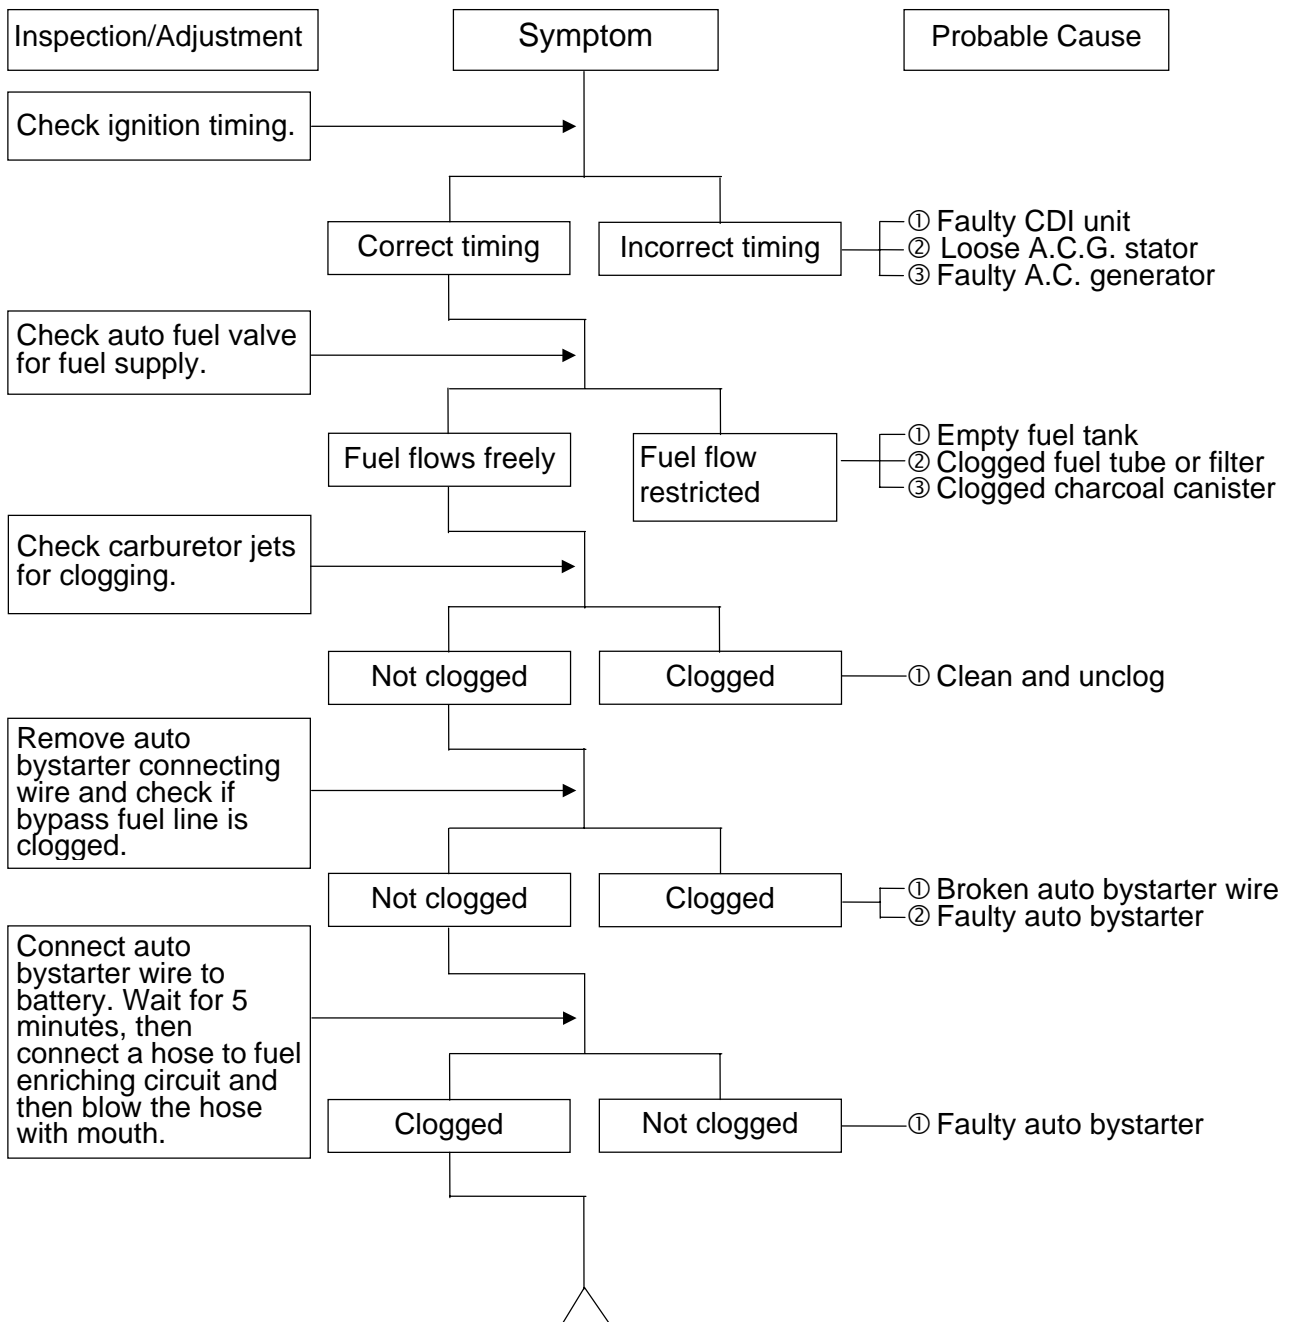 Inspection/Adjustment
Symptom
Probable Cause
Check ignition timing.
Correct timing
Incorrect timing
① Faulty CDI unit
② Loose A.C.G. stator
③ Faulty A.C. generator
Check auto fuel valve
for fuel supply.
Fuel flows freely
Fuel flow
restricted
① Empty fuel tank
② Clogged fuel tube or filter
③ Clogged charcoal canister
Check carburetor jets
for clogging.
Not clogged
Clogged
① Clean and unclog
Remove auto
bystarter connecting
wire and check if
bypass fuel line is
clogged.
Not clogged
Clogged
① Broken auto bystarter wire
② Faulty auto bystarter
Connect auto
bystarter wire to
battery. Wait for 5
minutes, then
connect a hose to fuel
enriching circuit and
then blow the hose
with mouth.
Clogged
Not clogged
① Faulty auto bystarter